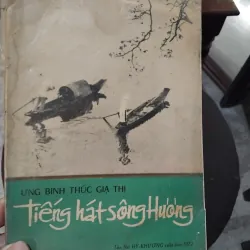 ƯNG BÌNH THÚC GIẠ THỊ
Tiếng hát sông Hương